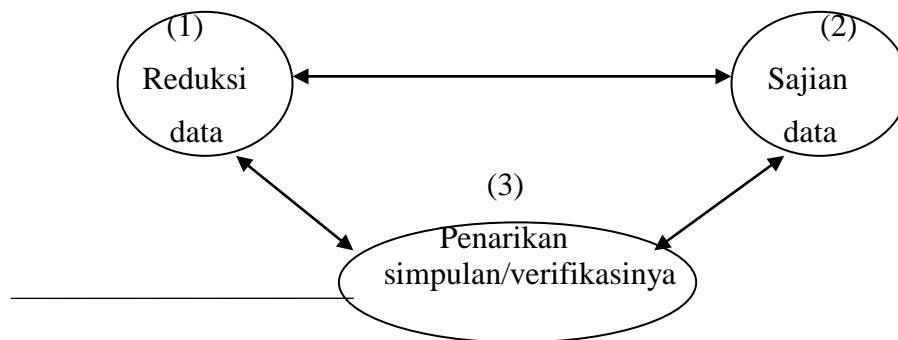 (1)
Reduksi
data
(2)
Sajian
data
(3)
Penarikan
simpulan/verifikasinya